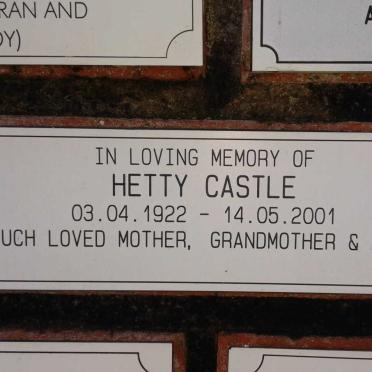 RAN AND
DY)
A
IN LOVING MEMORY OF
HETTY CASTLE
03.04.1922 - 14.05.2001
UCH LOVED MOTHER, GRANDMOTHER &